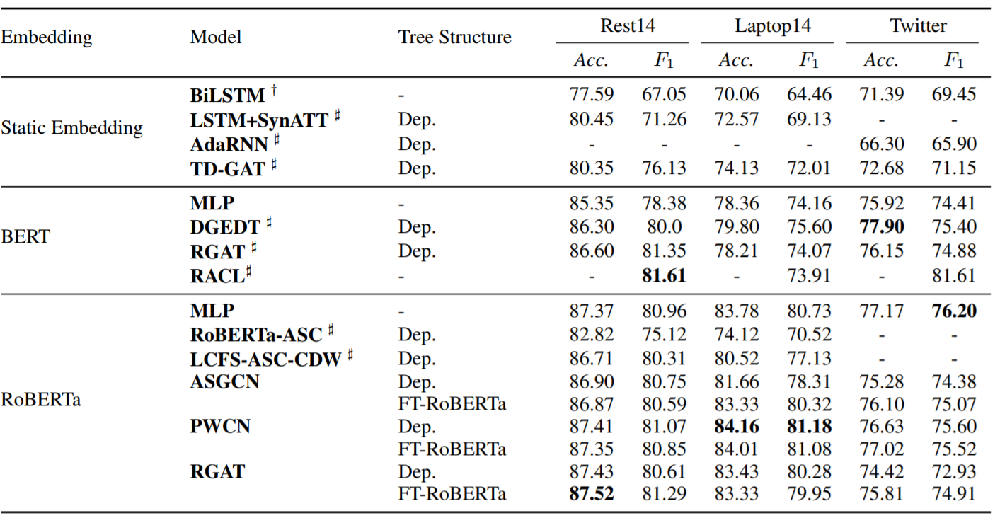 Embedding Model Tree Structure Rest14 Laptop14 Twitter
Acc. F1 Acc. F1 Acc. F1
BiLSTM † - 77.59 67.05 70.06 64.46 71.39 69.45
Static Embedding LSTM+SynATT ♯ Dep. 80.45 71.26 72.57 69.13 - -
AdaRNN ♯ Dep. - - - - 66.30 65.90
TD-GAT ♯ Dep. 80.35 76.13 74.13 72.01 72.68 71.15
MLP - 85.35 78.38 78.36 74.16 75.92 74.41
BERT DGEDT ♯ Dep. 86.30 80.0 79.80 75.60 77.90 75.40
RGAT ♯ Dep. 86.60 81.35 78.21 74.07 76.15 74.88
RACL♯ - - 81.61 - 73.91 - 81.61
MLP - 87.37 80.96 83.78 80.73 77.17 76.20
RoBERTa-ASC ♯ Dep. 82.82 75.12 74.12 70.52 - -
LCFS-ASC-CDW ♯ Dep. 86.71 80.31 80.52 77.13 - -
ASGCN Dep. 86.90 80.75 81.66 78.31 75.28 74.38
RoBERTa FT-RoBERTa 86.87 80.59 83.33 80.32 76.10 75.07
PWCN Dep. 87.41 81.07 84.16 81.18 76.63 75.60
FT-RoBERTa 87.35 80.85 84.01 81.08 77.02 75.52
RGAT Dep. 87.43 80.61 83.43 80.28 74.42 72.93
FT-RoBERTa 87.52 81.29 83.33 79.95 75.81 74.91